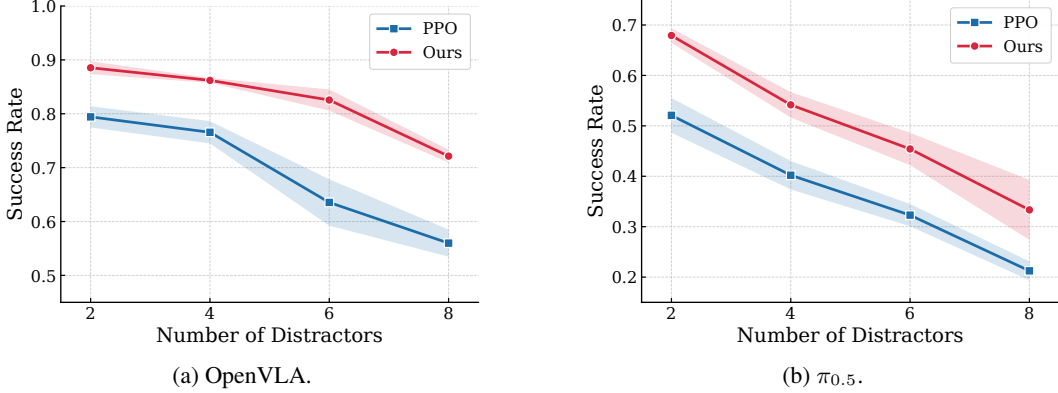 1.0
0.9
0.8
0.7
0.6
0.5
Success Rate
2
4
6
8
Number of Distractors
PPO
Ours
(a) OpenVLA.
0.7
0.6
0.5
0.4
0.3
0.2
Success Rate
2
4
6
8
Number of Distractors
PPO
Ours
(b) π0.5.